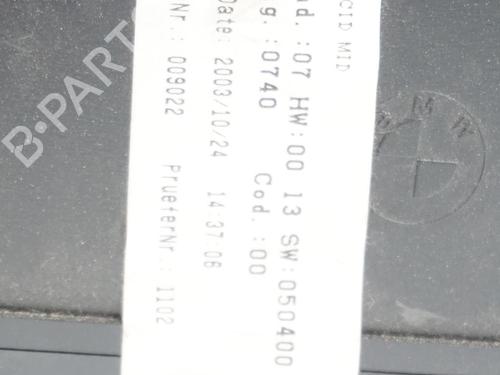 CID MID
d.:07 HW:00 13 SW:050400
g.:0740 Cod.:00
Date: 2003/10/24 14:37:06
Nr.: 009022 PrueferNr.: 1102
BMW
B-PARTS